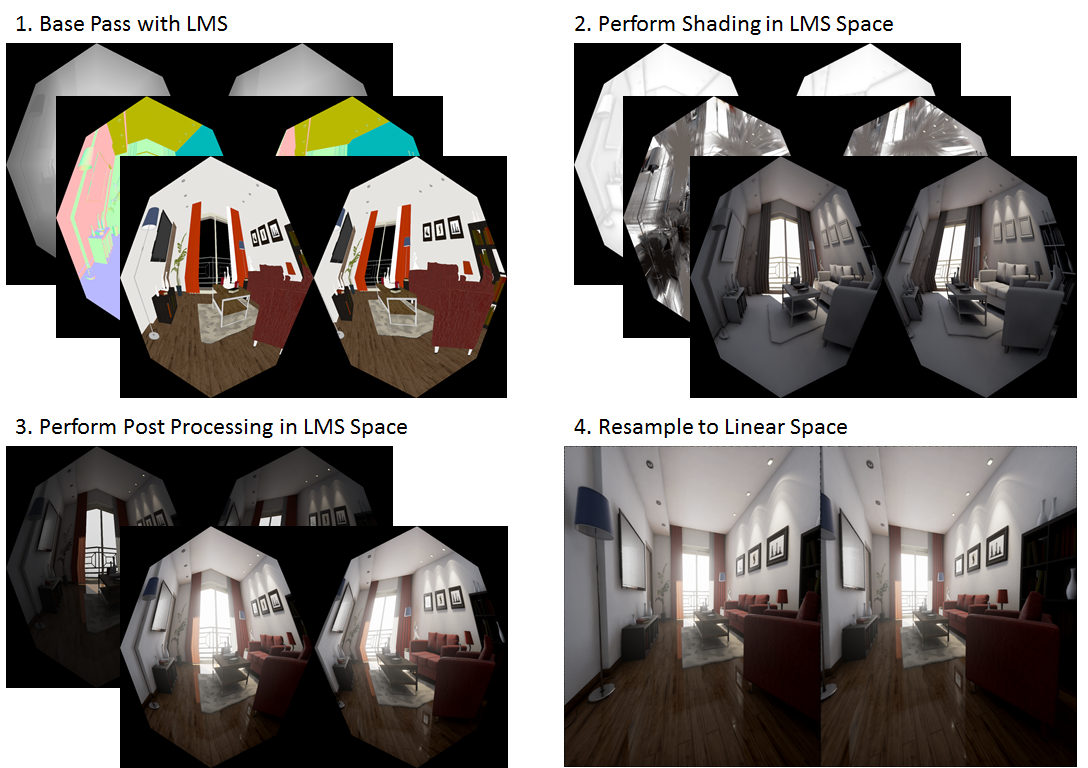 1. Base Pass with LMS
2. Perform Shading in LMS Space
3. Perform Post Processing in LMS Space
4. Resample to Linear Space